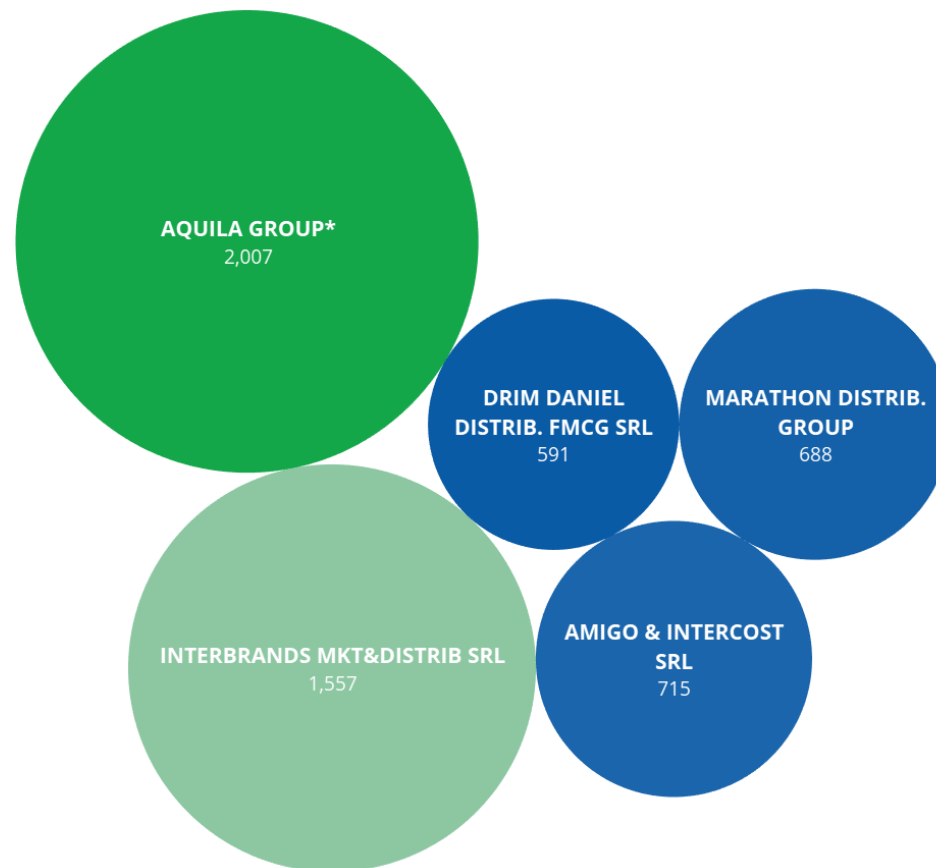 AQUILA GROUP*
2,007
DRIM DANIEL
DISTRIB. FMCG SRL
591
MARATHON DISTRIB.
GROUP
688
INTERBRANDS MKT&DISTRIB SRL
1,557
AMIGO & INTERCOST
SRL
715